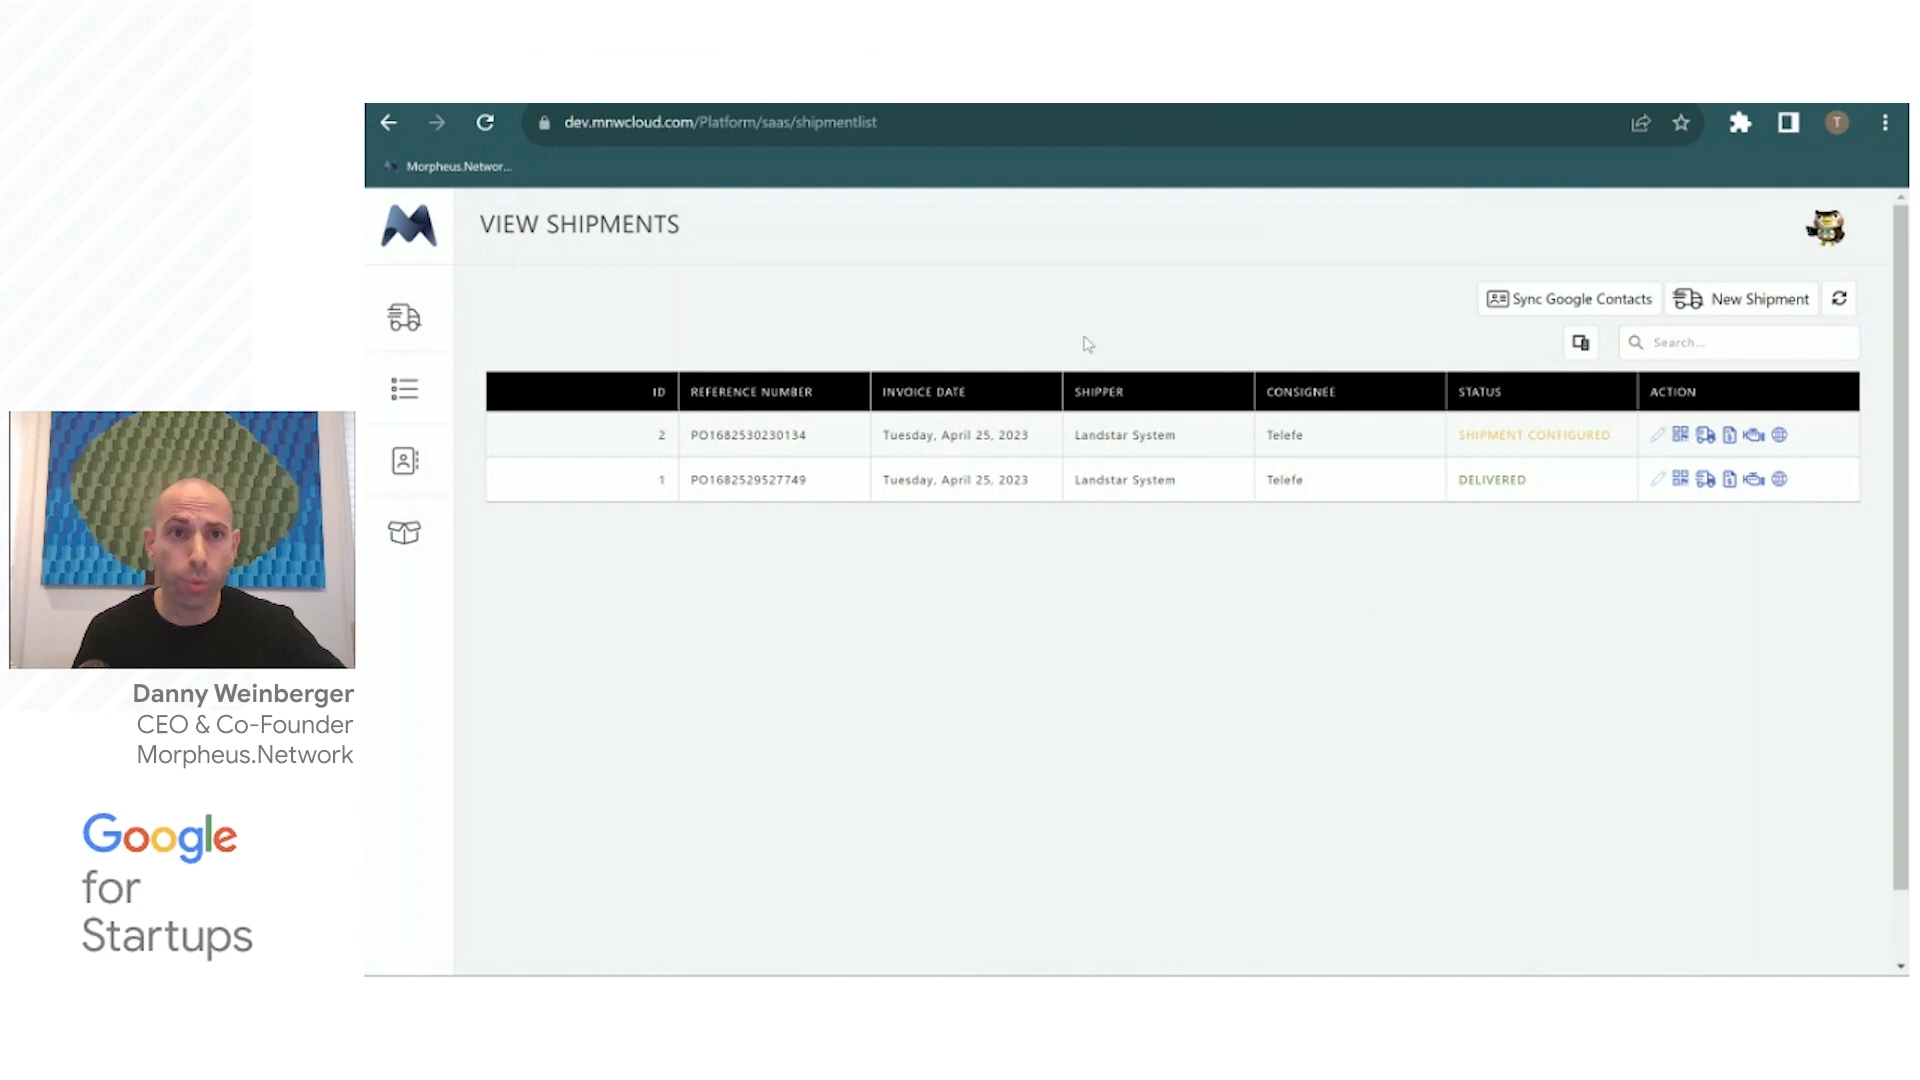 dev.mnwcloud.com/Platform/saas/shipmentlist
T
Morpheus.Networ...
VIEW SHIPMENTS
Sync Google Contacts
New Shipment
Search...
ID REFERENCE NUMBER INVOICE DATE SHIPPER CONSIGNEE STATUS ACTION
2 PO1682530230134 Tuesday, April 25, 2023 Landstar System Telefe SHIPMENT CONFIGURED
1 PO1682529527749 Tuesday, April 25, 2023 Landstar System Telefe DELIVERED
Danny Weinberger
CEO & Co-Founder
Morpheus.Network
Google
for
Startups